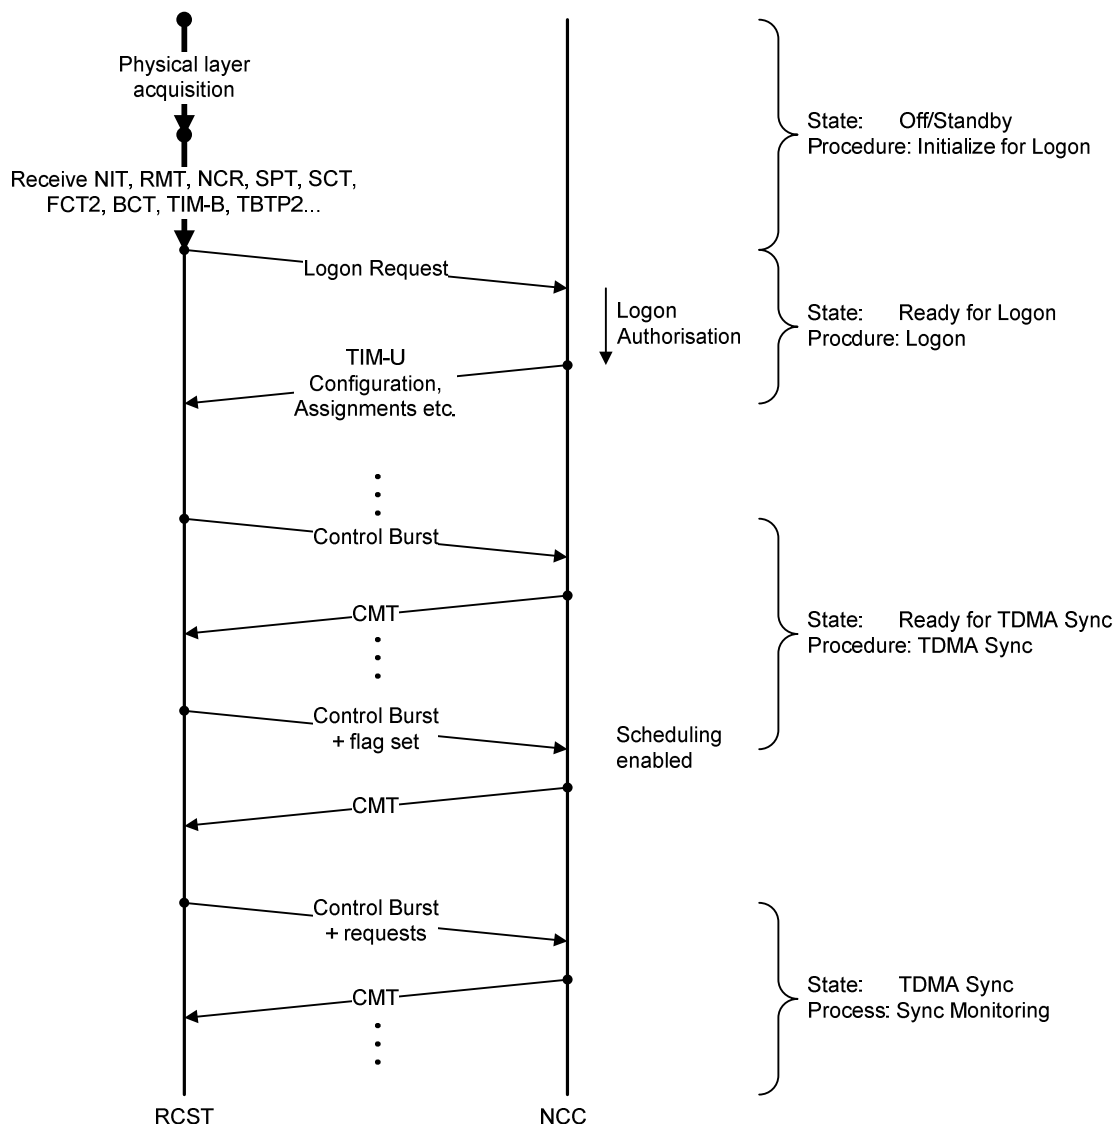 Physical layer
acquisition
State: Off/Standby
Procedure: Initialize for Logon
Receive NIT, RMT, NCR, SPT, SCT,
FCT2, BCT, TIM-B, TBTP2...
Logon Request
Logon
Authorisation
State: Ready for Logon
Procdure: Logon
TIM-U
Configuration,
Assignments etc.
Control Burst
CMT
State: Ready for TDMA Sync
Procedure: TDMA Sync
Control Burst
+ flag set
Scheduling
enabled
CMT
Control Burst
+ requests
CMT
State: TDMA Sync
Process: Sync Monitoring
RCST
NCC